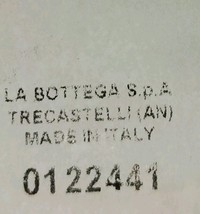 LA BOTTEGA S.p.A
TRECASTELLI (AN)
MADE IN ITALY
0122441